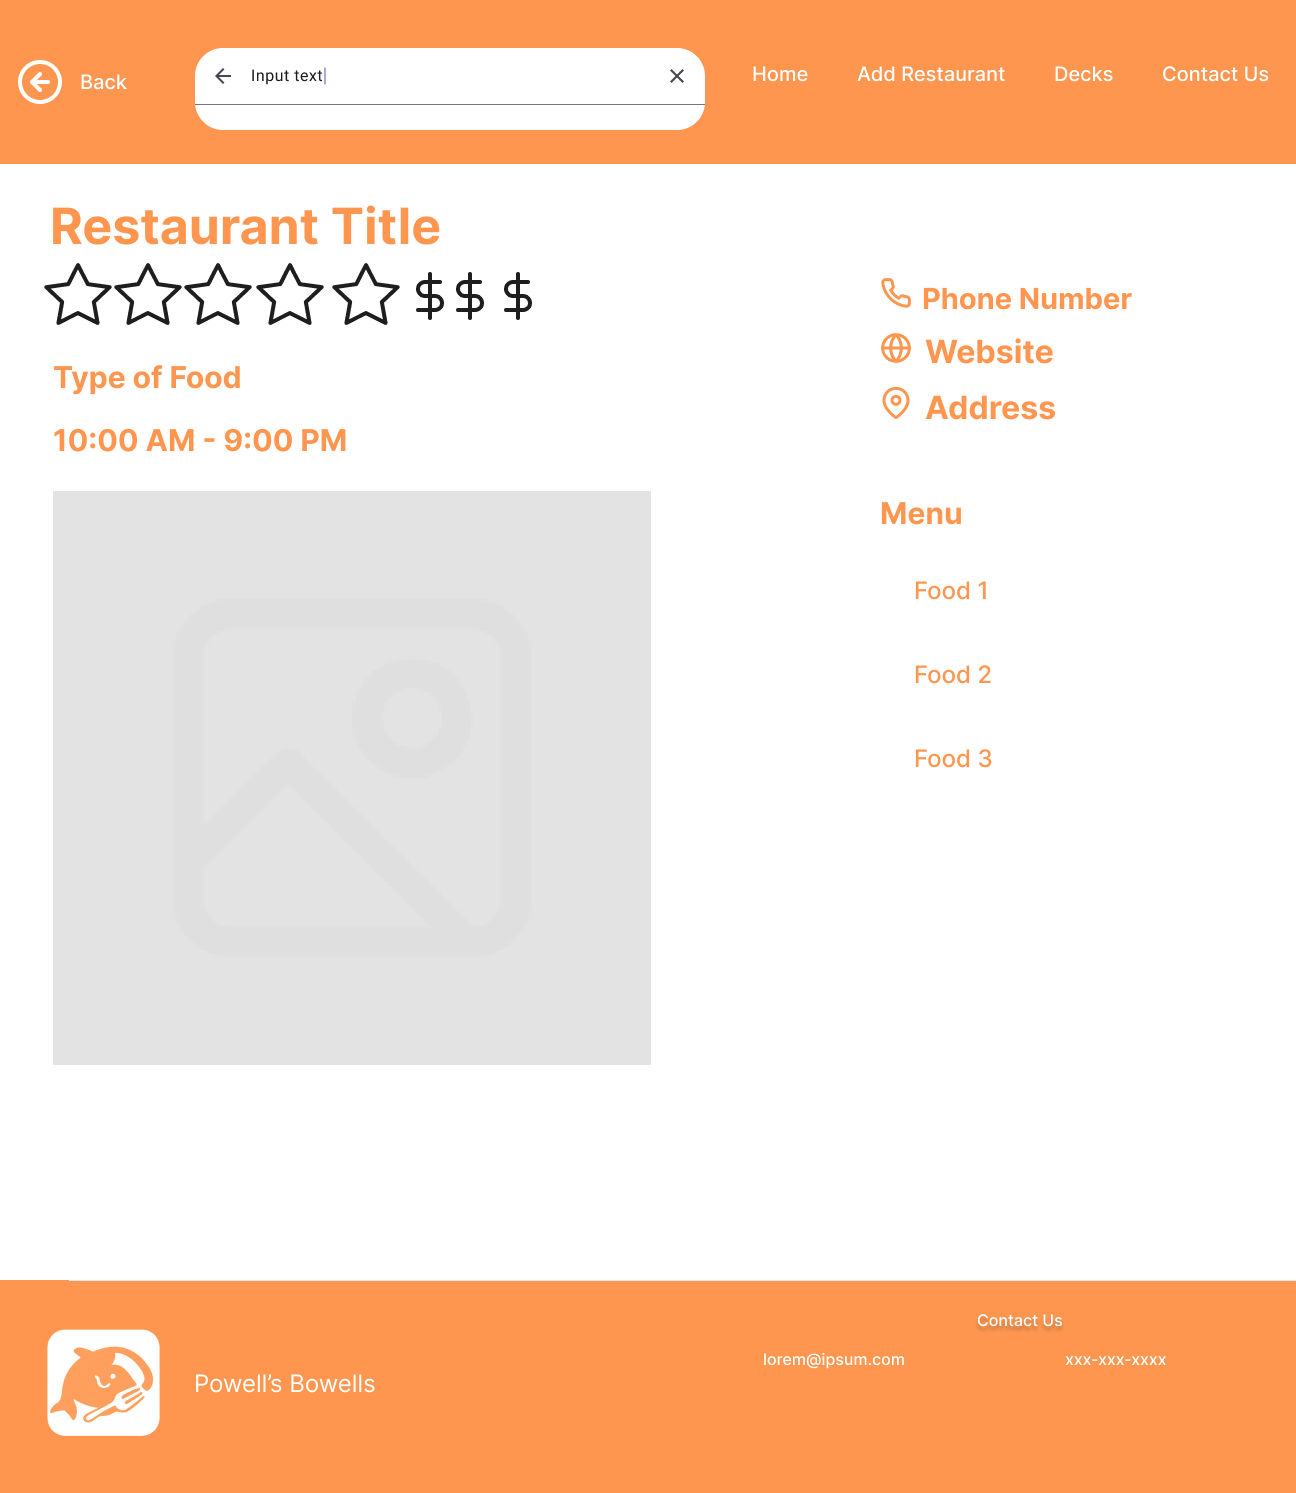 Back
Input text
Home
Add Restaurant
Decks
Contact Us
Restaurant Title
$ $ $
Type of Food
10:00 AM - 9:00 PM
Phone Number
Website
Address
Menu
Food 1
Food 2
Food 3
Powell’s Bowells
Contact Us
lorem@ipsum.com
xxx-xxx-xxxx